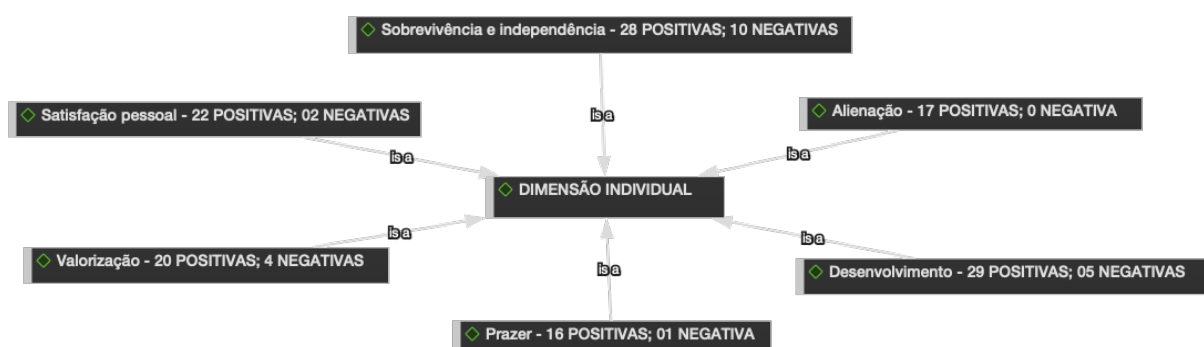 Sobrevivência e independência - 28 POSITIVAS; 10 NEGATIVAS
Satisfação pessoal - 22 POSITIVAS; 02 NEGATIVAS
Alienação - 17 POSITIVAS; 0 NEGATIVA
is a
is a
is a
DIMENSÃO INDIVIDUAL
is a
is a
is a
Valorização - 20 POSITIVAS; 4 NEGATIVAS
Desenvolvimento - 29 POSITIVAS; 05 NEGATIVAS
Prazer - 16 POSITIVAS; 01 NEGATIVA